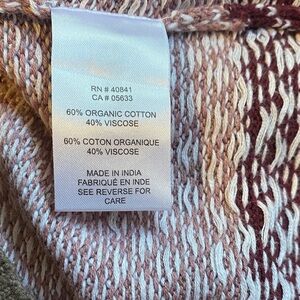 RN # 40841
CA # 05633
60% ORGANIC COTTON
40% VISCOSE
60% COTON ORGANIQUE
40% VISCOSE
MADE IN INDIA
FABRIQUÉ EN INDE
SEE REVERSE FOR
CARE